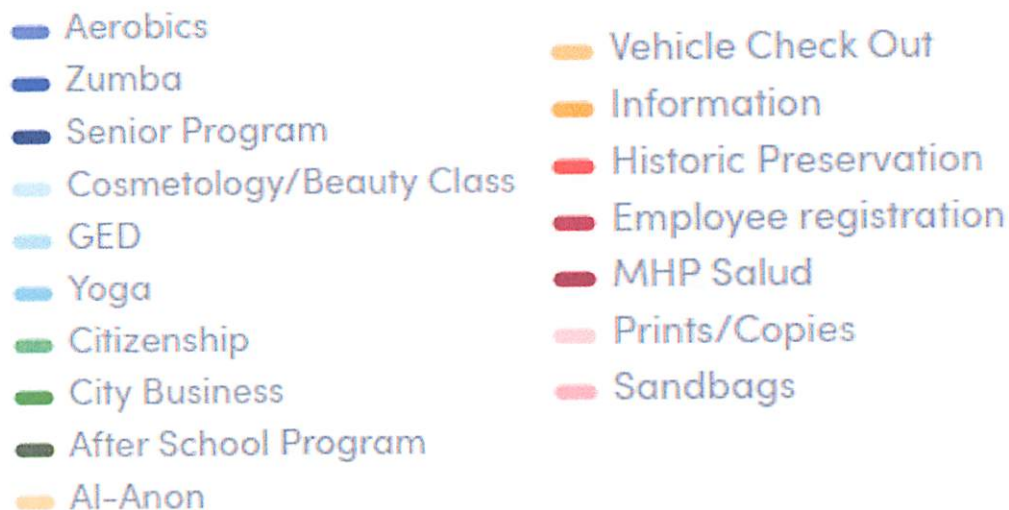 Aerobics
Zumba
Senior Program
Cosmetology/Beauty Class
GED
Yoga
Citizenship
City Business
After School Program
Al-Anon
Vehicle Check Out
Information
Historic Preservation
Employee registration
MHP Salud
Prints/Copies
Sandbags